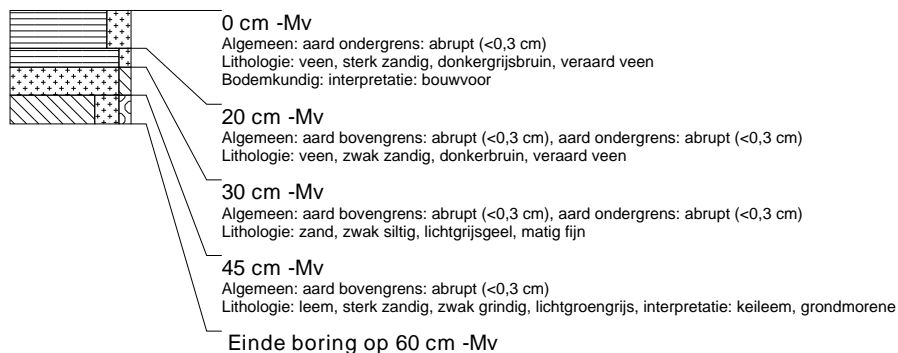 0 cm -Mv
Algemeen: aard ondergrens: abrupt (<0,3 cm)
Lithologie: veen, sterk zandig, donkergrijsbruin, veraard veen
Bodemkundig: interpretatie: bouwvoor
20 cm -Mv
Algemeen: aard bovengrens: abrupt (<0,3 cm), aard ondergrens: abrupt (<0,3 cm)
Lithologie: veen, zwak zandig, donkerbruin, veraard veen
30 cm -Mv
Algemeen: aard bovengrens: abrupt (<0,3 cm), aard ondergrens: abrupt (<0,3 cm)
Lithologie: zand, zwak siltig, lichtgrijsgeel, matig fijn
45 cm -Mv
Algemeen: aard bovengrens: abrupt (<0,3 cm)
Lithologie: leem, sterk zandig, zwak grindig, lichtgroengrijs, interpretatie: keileem, grondmorene
Einde boring op 60 cm -Mv